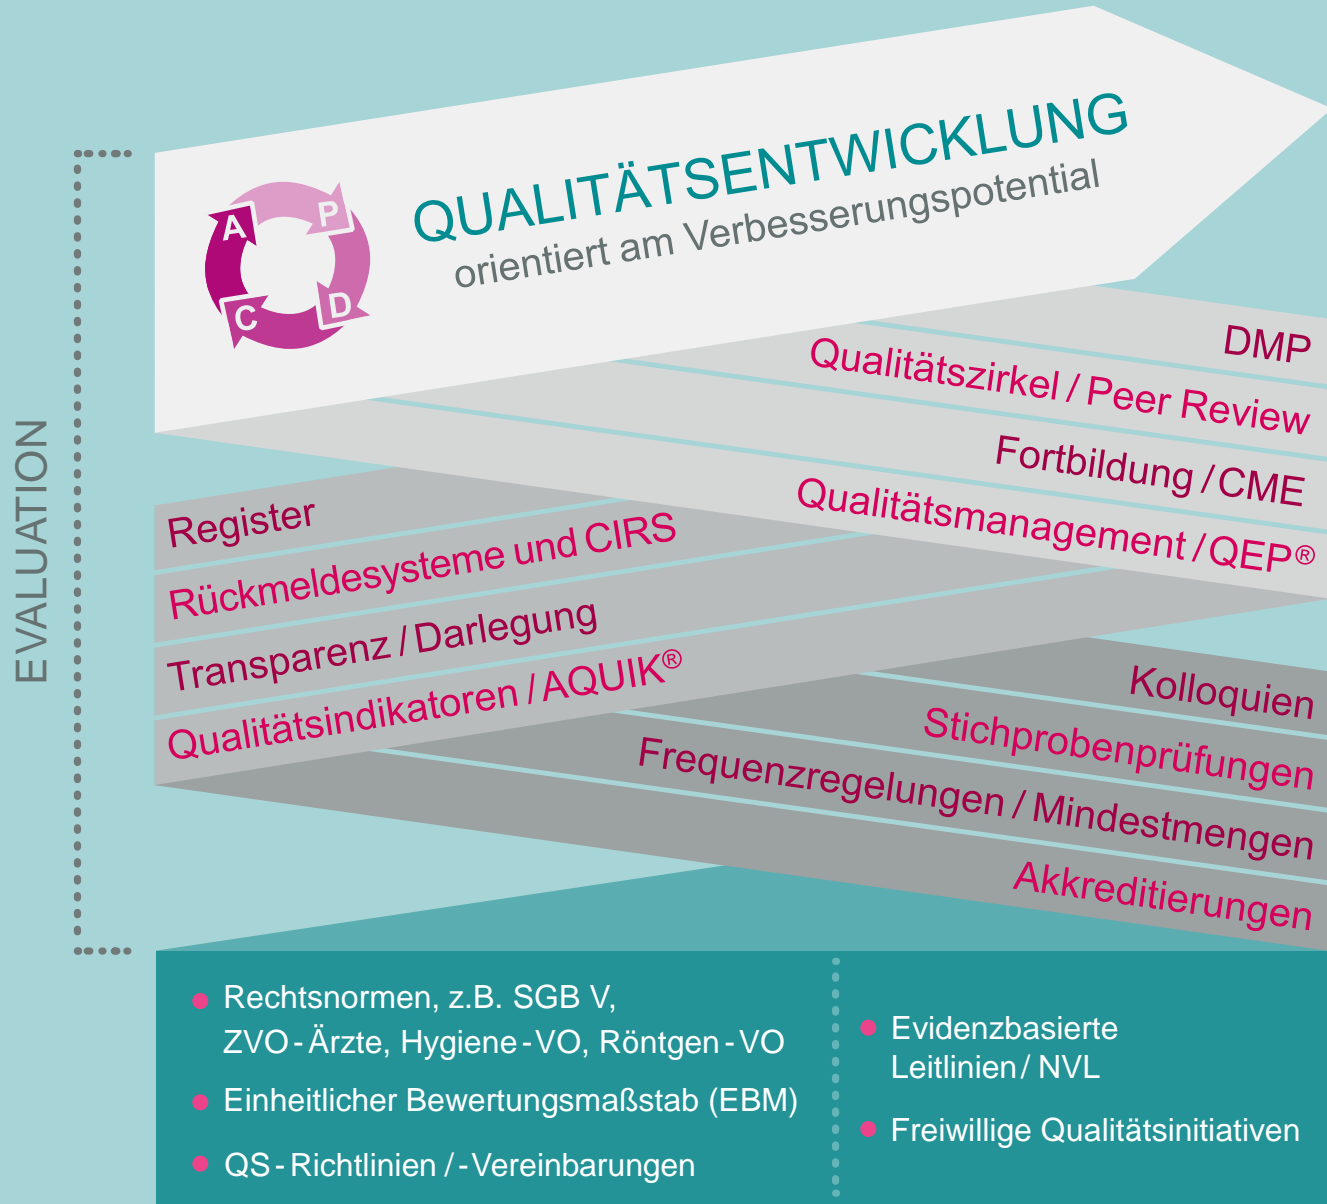 QUALITÄTSENTWICKLUNG
orientiert am Verbesserungspotential
A
P
C
D
EVALUATION
DMP
Qualitätszirkel / Peer Review
Fortbildung / CME
Qualitätsmanagement / QEP®
Register
Rückmeldesysteme und CIRS
Transparenz / Darlegung
Qualitätsindikatoren / AQUIK®
Kolloquien
Stichprobenprüfungen
Frequenzregelungen / Mindestmengen
Akkreditierungen
Rechtsnormen, z.B. SGB V,
ZVO-Ärzte, Hygiene-VO, Röntgen-VO
Einheitlicher Bewertungsmaßstab (EBM)
QS-Richtlinien /-Vereinbarungen
Evidenzbasierte
Leitlinien / NVL
Freiwillige Qualitätsinitiativen